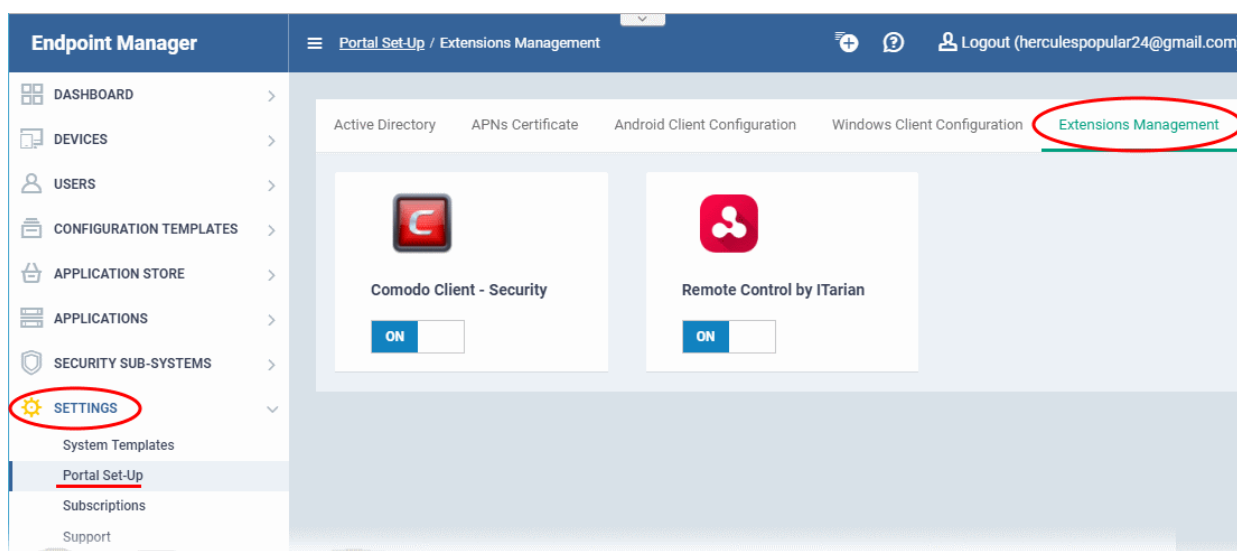 Endpoint Manager
Portal Set-Up / Extensions Management
Logout (herculespopular24@gmail.com
DASHBOARD
DEVICES
USERS
CONFIGURATION TEMPLATES
APPLICATION STORE
APPLICATIONS
SECURITY SUB-SYSTEMS
SETTINGS
System Templates
Portal Set-Up
Subscriptions
Support
Active Directory
APNs Certificate
Android Client Configuration
Windows Client Configuration
Extensions Management
C
Comodo Client - Security
ON
Remote Control by ITarian
ON